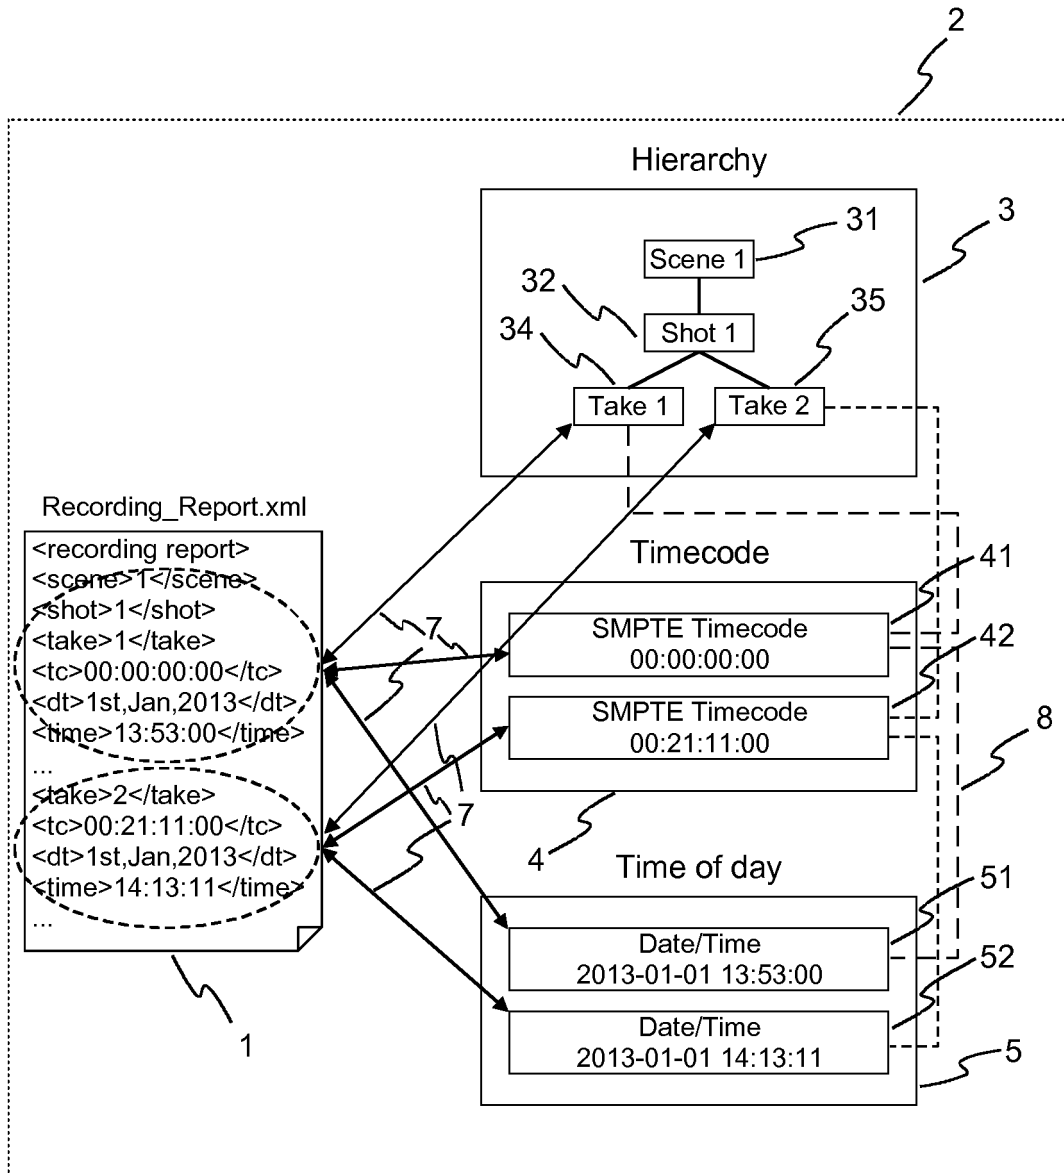 2
Hierarchy
3
31
Scene 1
32
35
Shot 1
34
Take 1
Take 2
Recording_Report.xml
<recording report>
<scene>1</scene>
<shot>1</shot>
<take>1</take>
<tc>00:00:00:00</tc>
<dt>1st,Jan,2013</dt>
<time>13:53:00</time>
...
<take>2</take>
<tc>00:21:11:00</tc>
<dt>1st,Jan,2013</dt>
<time>14:13:11</time>
...
1
7
7
Timecode
41
SMPTE Timecode
00:00:00:00
42
SMPTE Timecode
00:21:11:00
8
4
Time of day
51
Date/Time
2013-01-01 13:53:00
52
Date/Time
2013-01-01 14:13:11
5